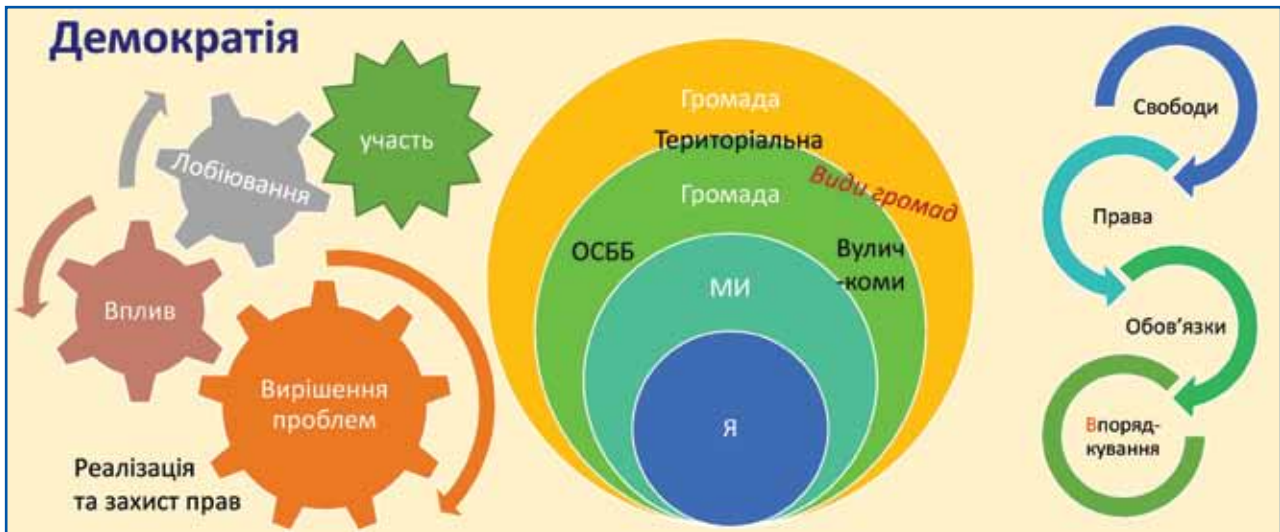 Демократія
Лобіювання
участь
Вплив
Вирішення
проблем
Реалізація
та захист прав
Громада
Територіальна
Види громад
Громада
ОСББ
Вулич
-коми
МИ
Я
Свободи
Права
Обов’язки
Впоряд-
кування